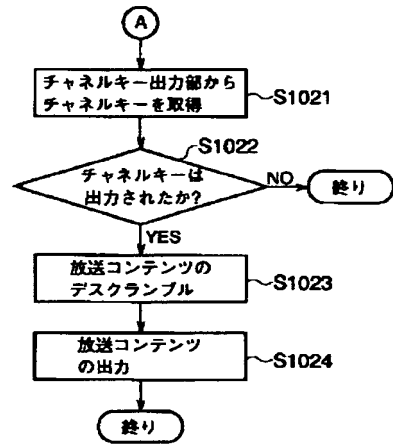 A
チャネルキー出力部から
チャネルキーを取得
S1021
S1022
チャネルキーは
出力されたか?
NO
終り
YES
放送コンテンツの
デスクランブル
S1023
放送コンテンツ
の出力
S1024
終り